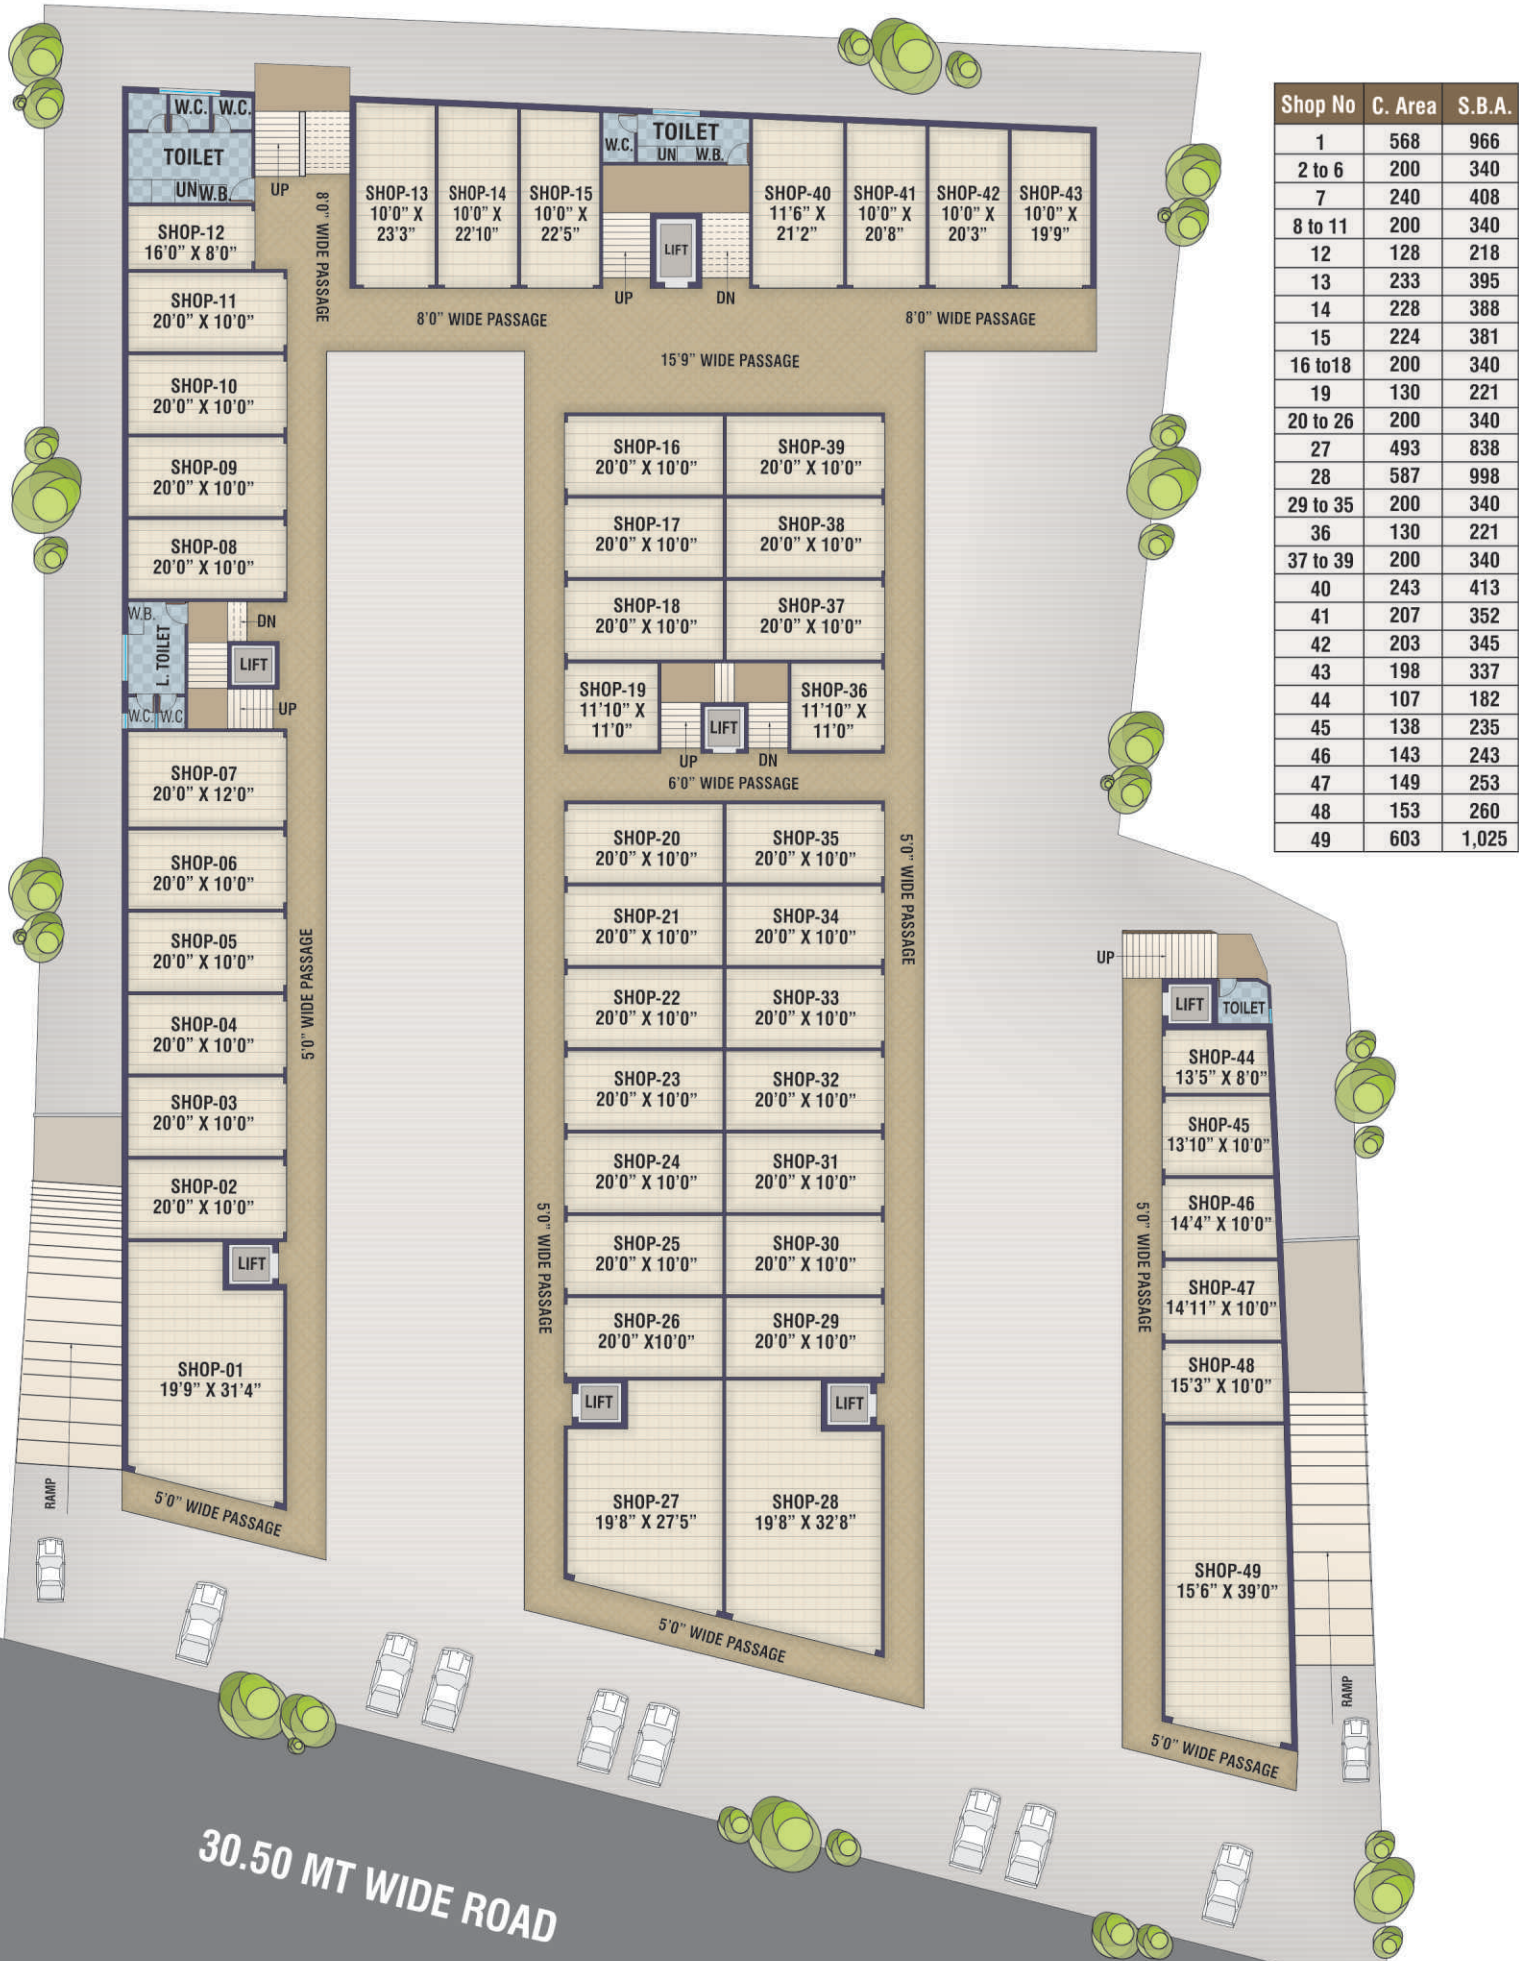 W.C.
W.C.
TOILET
UN
W.B.
UP
SHOP-12
16'0" X 8'0"
8'0" WIDE PASSAGE
SHOP-13
10'0" X
23'3"
SHOP-14
10'0" X
22'10"
SHOP-15
10'0" X
22'5"
W.C.
TOILET
UN
W.B.
LIFT
UP
DN
SHOP-40
11'6" X
21'2"
SHOP-41
10'0" X
20'8"
SHOP-42
10'0" X
20'3"
SHOP-43
10'0" X
19'9"
8'0" WIDE PASSAGE
8'0" WIDE PASSAGE
15'9" WIDE PASSAGE
SHOP-11
20'0" X 10'0"
SHOP-10
20'0" X 10'0"
SHOP-09
20'0" X 10'0"
SHOP-08
20'0" X 10'0"
W.B.
L. TOILET
W.C.
W.C
DN
LIFT
UP
SHOP-07
20'0" X 12'0"
SHOP-06
20'0" X 10'0"
SHOP-05
20'0" X 10'0"
SHOP-04
20'0" X 10'0"
SHOP-03
20'0" X 10'0"
SHOP-02
20'0" X 10'0"
5'0" WIDE PASSAGE
LIFT
SHOP-01
19'9" X 31'4"
RAMP
5'0" WIDE PASSAGE
SHOP-16
20'0" X 10'0"
SHOP-39
20'0" X 10'0"
SHOP-17
20'0" X 10'0"
SHOP-38
20'0" X 10'0"
SHOP-18
20'0" X 10'0"
SHOP-37
20'0" X 10'0"
SHOP-19
11'10" X
11'0"
LIFT
UP
DN
SHOP-36
11'10" X
11'0"
6'0" WIDE PASSAGE
SHOP-20
20'0" X 10'0"
SHOP-35
20'0" X 10'0"
SHOP-21
20'0" X 10'0"
SHOP-34
20'0" X 10'0"
SHOP-22
20'0" X 10'0"
SHOP-33
20'0" X 10'0"
SHOP-23
20'0" X 10'0"
SHOP-32
20'0" X 10'0"
SHOP-24
20'0" X 10'0"
SHOP-31
20'0" X 10'0"
SHOP-25
20'0" X 10'0"
SHOP-30
20'0" X 10'0"
SHOP-26
20'0" X10'0"
SHOP-29
20'0" X 10'0"
5'0" WIDE PASSAGE
5'0" WIDE PASSAGE
LIFT
LIFT
SHOP-27
19'8" X 27'5"
SHOP-28
19'8" X 32'8"
5'0" WIDE PASSAGE
UP
LIFT
TOILET
SHOP-44
13'5" X 8'0"
SHOP-45
13'10" X 10'0"
SHOP-46
14'4" X 10'0"
SHOP-47
14'11" X 10'0"
SHOP-48
15'3" X 10'0"
5'0" WIDE PASSAGE
SHOP-49
15'6" X 39'0"
RAMP
5'0" WIDE PASSAGE
30.50 MT WIDE ROAD
Shop No C. Area S.B.A.
1 568 966
2 to 6 200 340
7 240 408
8 to 11 200 340
12 128 218
13 233 395
14 228 388
15 224 381
16 to18 200 340
19 130 221
20 to 26 200 340
27 493 838
28 587 998
29 to 35 200 340
36 130 221
37 to 39 200 340
40 243 413
41 207 352
42 203 345
43 198 337
44 107 182
45 138 235
46 143 243
47 149 253
48 153 260
49 603 1,025